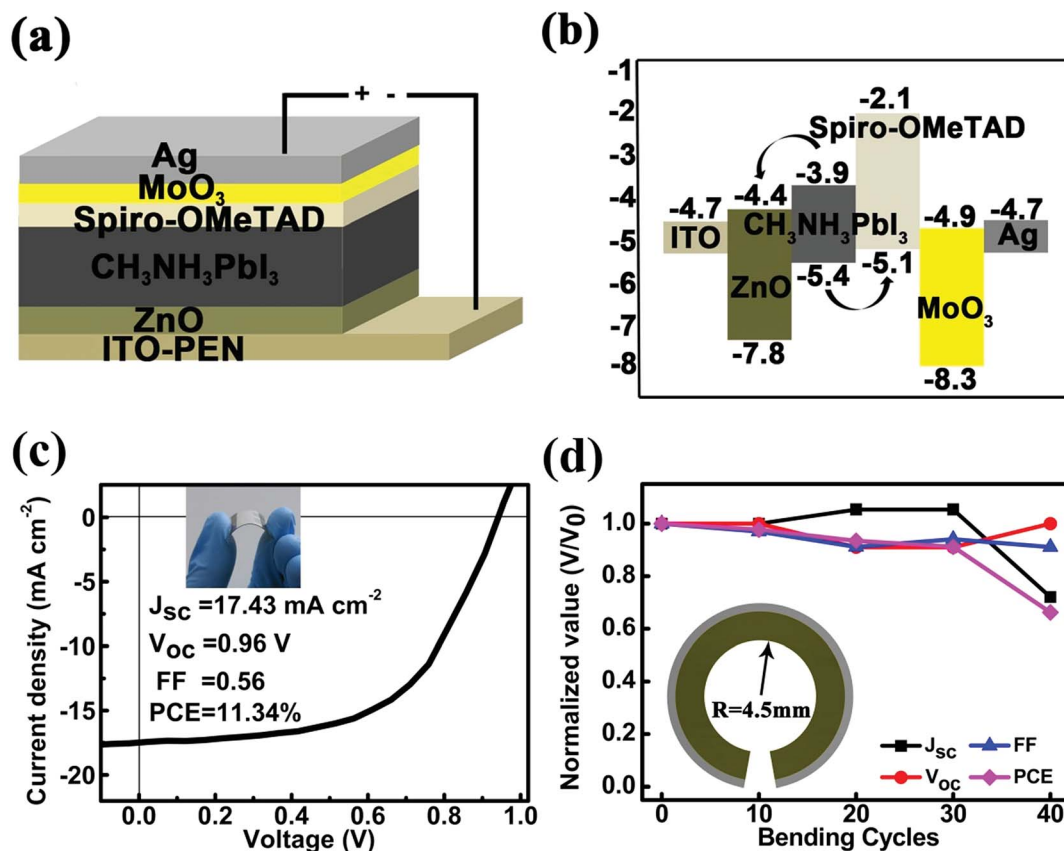 (a)
+ -
Ag
MoO₃
Spiro-OMeTAD
CH₃NH₃PbI₃
ZnO
ITO-PEN
(b)
-1
-2
-3
-4
-5
-6
-7
-8
-2.1
Spiro-OMeTAD
-3.9
-4.4
-4.7
-4.9
-4.7
ITO
CH₃NH₃PbI₃
Ag
-5.4
-5.1
ZnO
MoO₃
-7.8
-8.3
(c)
Current density (mA cm⁻²)
0
-5
-10
-15
-20
Jsc =17.43 mA cm⁻²
Voc =0.96 V
FF =0.56
PCE=11.34%
0.0 0.2 0.4 0.6 0.8 1.0
Voltage (V)
(d)
Normalized value (V/V₀)
1.0
0.8
0.6
0.4
0.2
0.0
R=4.5mm
Jsc FF
Voc PCE
0 10 20 30 40
Bending Cycles